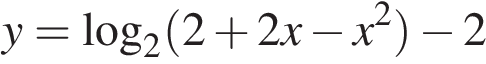 y = log₂(2 + 2x − x²) − 2